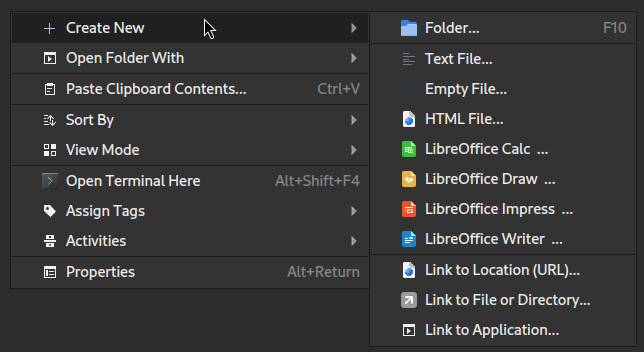 Create New
Open Folder With
Paste Clipboard Contents... Ctrl+V
Sort By
View Mode
Open Terminal Here Alt+Shift+F4
Assign Tags
Activities
Properties Alt+Return
Folder... F10
Text File...
Empty File...
HTML File...
LibreOffice Calc ...
LibreOffice Draw ...
LibreOffice Impress ...
LibreOffice Writer ...
Link to Location (URL)...
Link to File or Directory...
Link to Application...